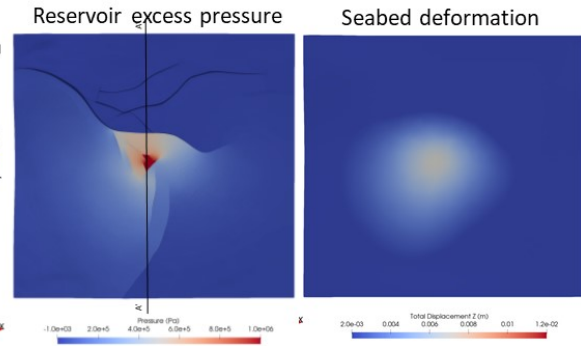 Reservoir excess pressure
Seabed deformation
A
A'
Pressure (Pa)
-1.0e+03 2.0e+5 4.0e+5 6.0e+5 8.0e+5 1.0e+06
Total Displacement Z (m)
2.0e-03 0.004 0.006 0.008 0.01 1.2e-02